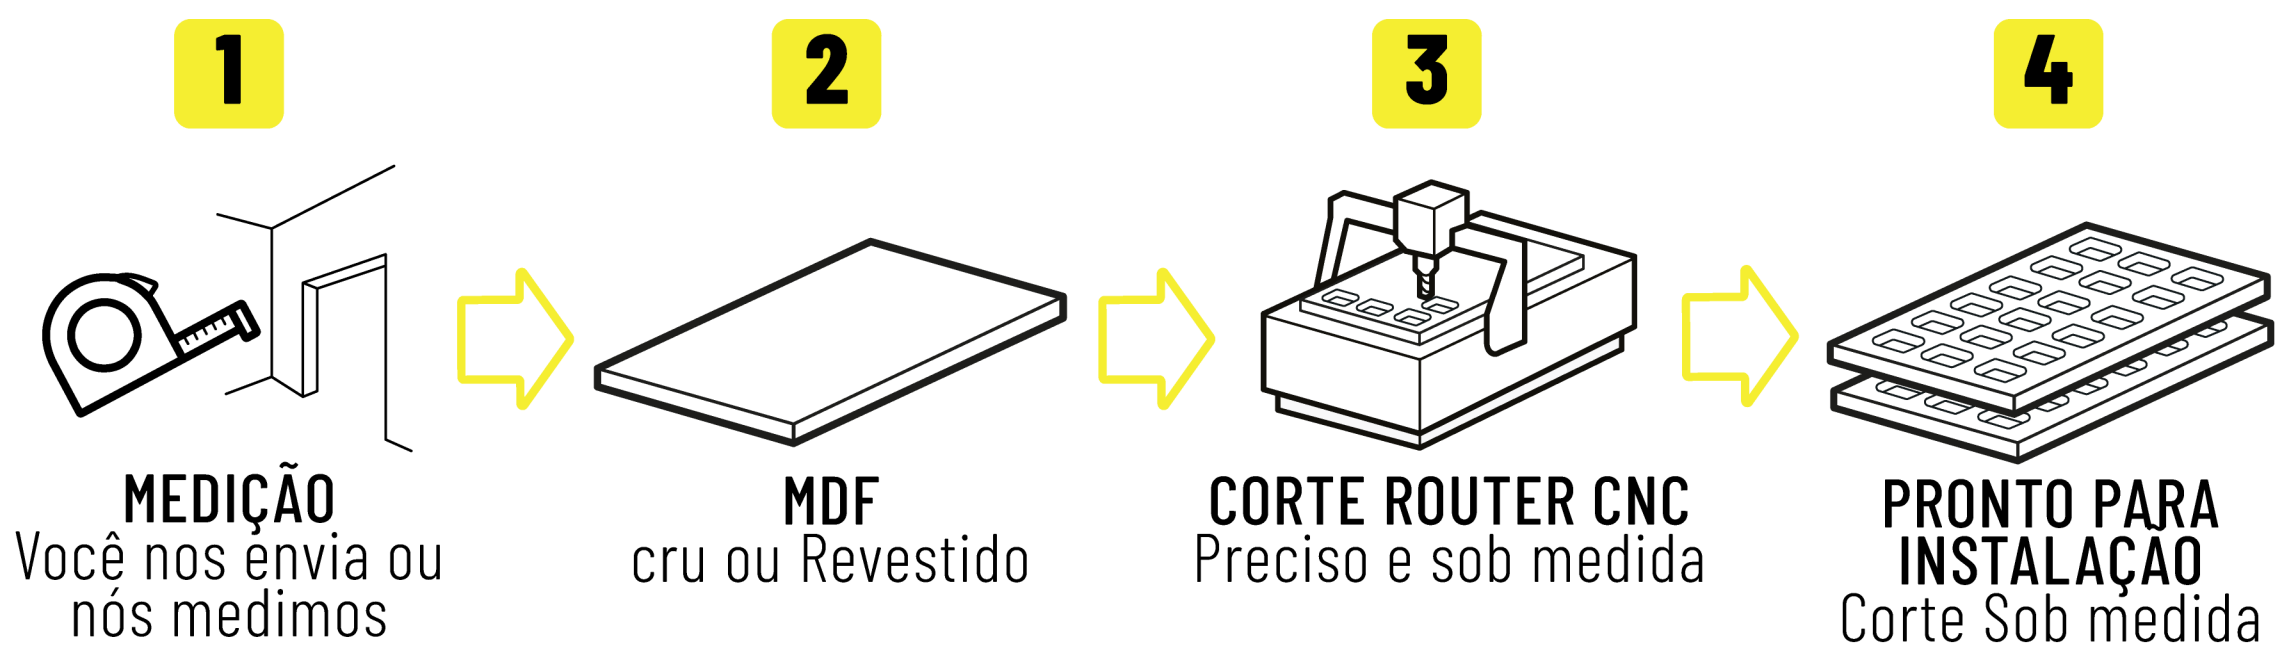 1
2
3
4
MEDIÇÃO
Você nos envia ou
nós medimos
MDF
cru ou Revestido
CORTE ROUTER CNC
Preciso e sob medida
PRONTO PARA
INSTALAÇÃO
Corte Sob medida